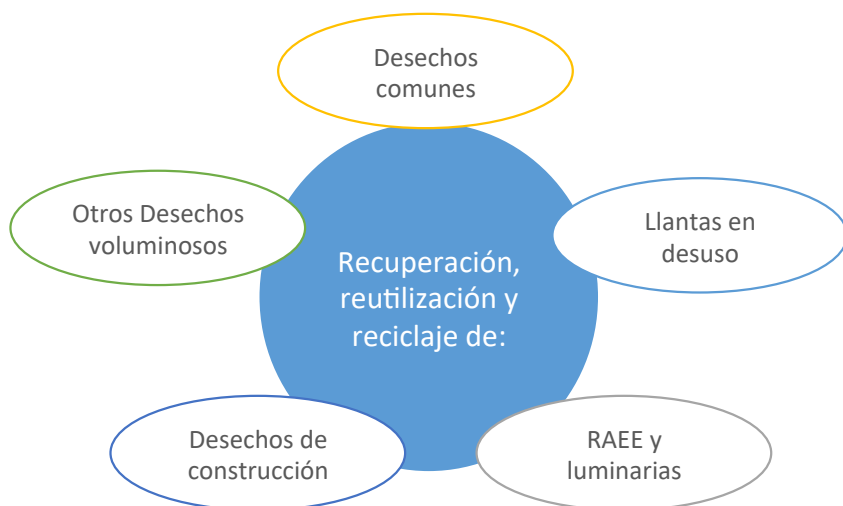 Desechos
comunes
Otros Desechos
voluminosos
Llantas en
desuso
Recuperación,
reutilización y
reciclaje de:
Desechos de
construcción
RAEE y
luminarias